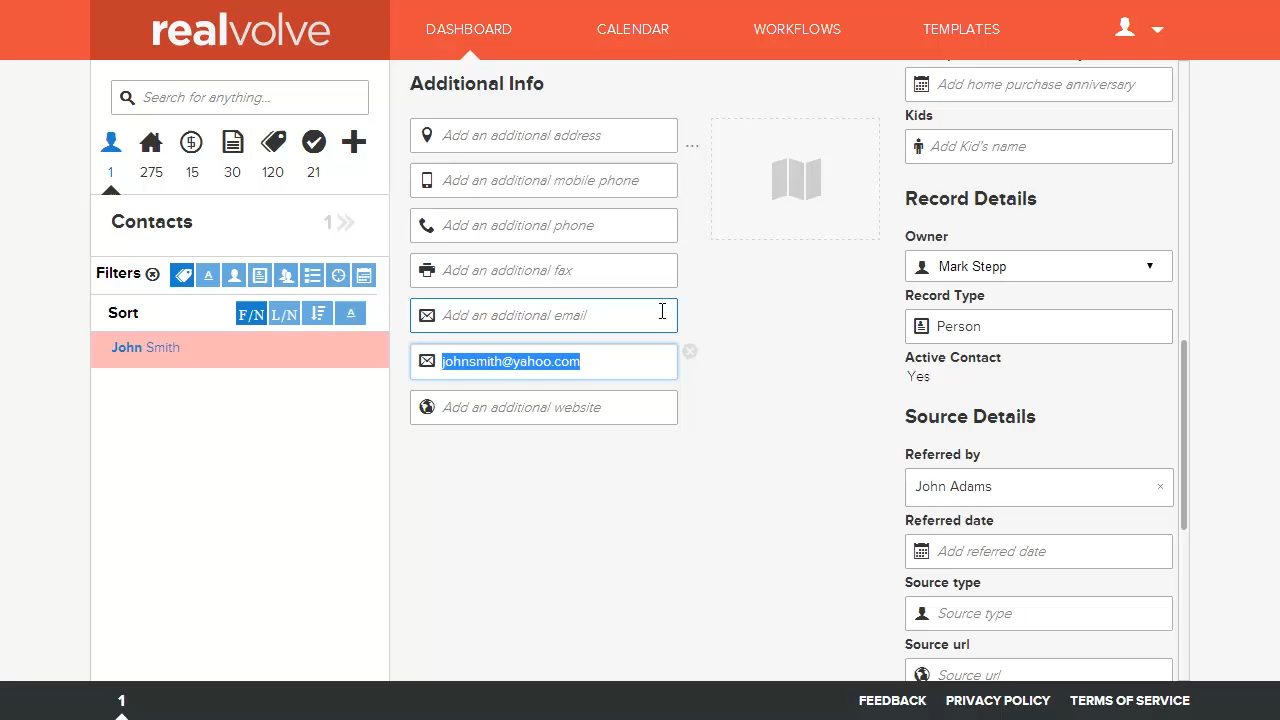 realvolve
DASHBOARD
CALENDAR
WORKFLOWS
TEMPLATES
Search for anything...
1
275
15
30
120
21
Contacts
1
Filters
A
Sort
F/N
L/N
A
John Smith
Additional Info
Add an additional address
...
Add an additional mobile phone
Add an additional phone
Add an additional fax
Add an additional email
johnsmith@yahoo.com
Add an additional website
Add home purchase anniversary
Kids
Add Kid's name
Record Details
Owner
Mark Stepp
Record Type
Person
Active Contact
Yes
Source Details
Referred by
John Adams
×
Referred date
Add referred date
Source type
Source type
Source url
Source url
1
FEEDBACK
PRIVACY POLICY
TERMS OF SERVICE